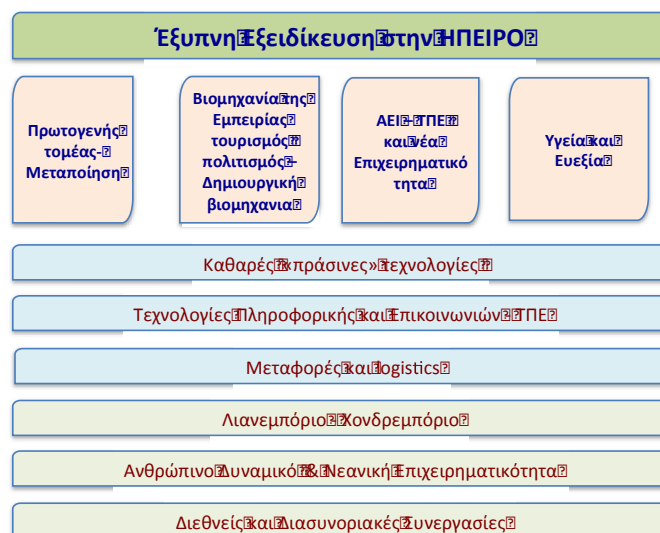 Έξυπνη Εξειδίκευση στην ΗΠΕΙΡΟ
Πρωτογενής
τομέας-
Μεταποίηση
Βιομηχανία της
Εμπειρίας
τουρισμός
πολιτισμός –
Δημιουργική
βιομηχανια
ΑΕΙ – ΤΠΕ
και νέα
Επιχειρηματικό
τητα
Υγεία και
Ευεξία
Καθαρές «πράσινες» τεχνολογίες
Τεχνολογίες Πληροφορικής και Επικοινωνιών - ΤΠΕ
Μεταφορές και logistics
Λιανεμπόριο - Χονδρεμπόριο
Ανθρώπινο Δυναμικό & Νεανική Επιχειρηματικότητα
Διεθνείς και Διασυνοριακές Συνεργασίες